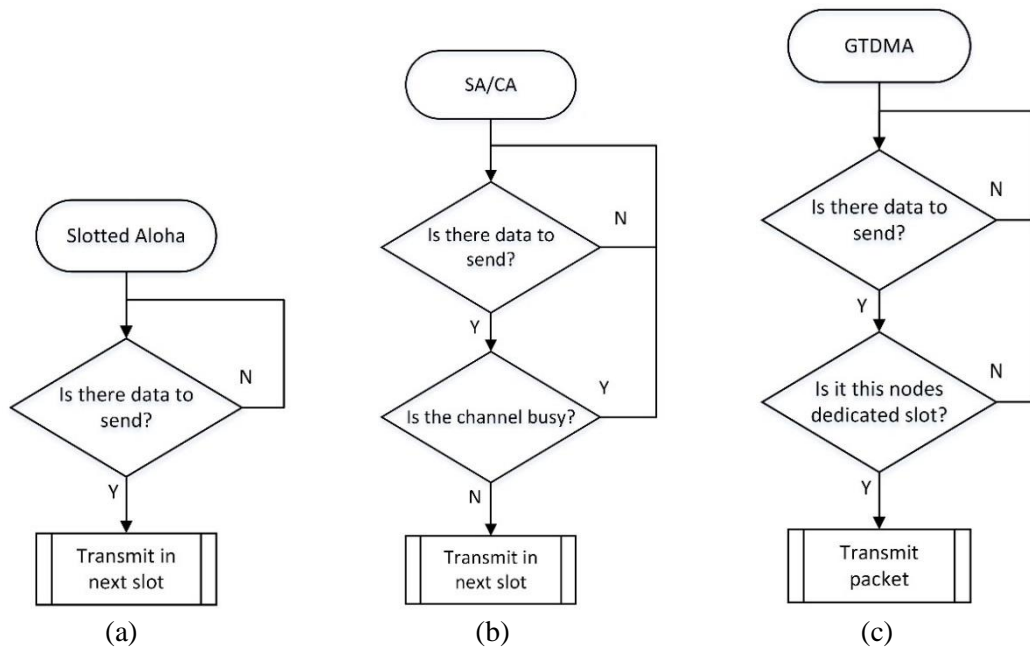 Slotted Aloha
Is there data to
send?
N
Y
Transmit in
next slot
(a)
SA/CA
Is there data to
send?
N
Y
Is the channel busy?
Y
N
Transmit in
next slot
(b)
GTDMA
Is there data to
send?
N
Y
Is it this nodes
dedicated slot?
N
Y
Transmit
packet
(c)